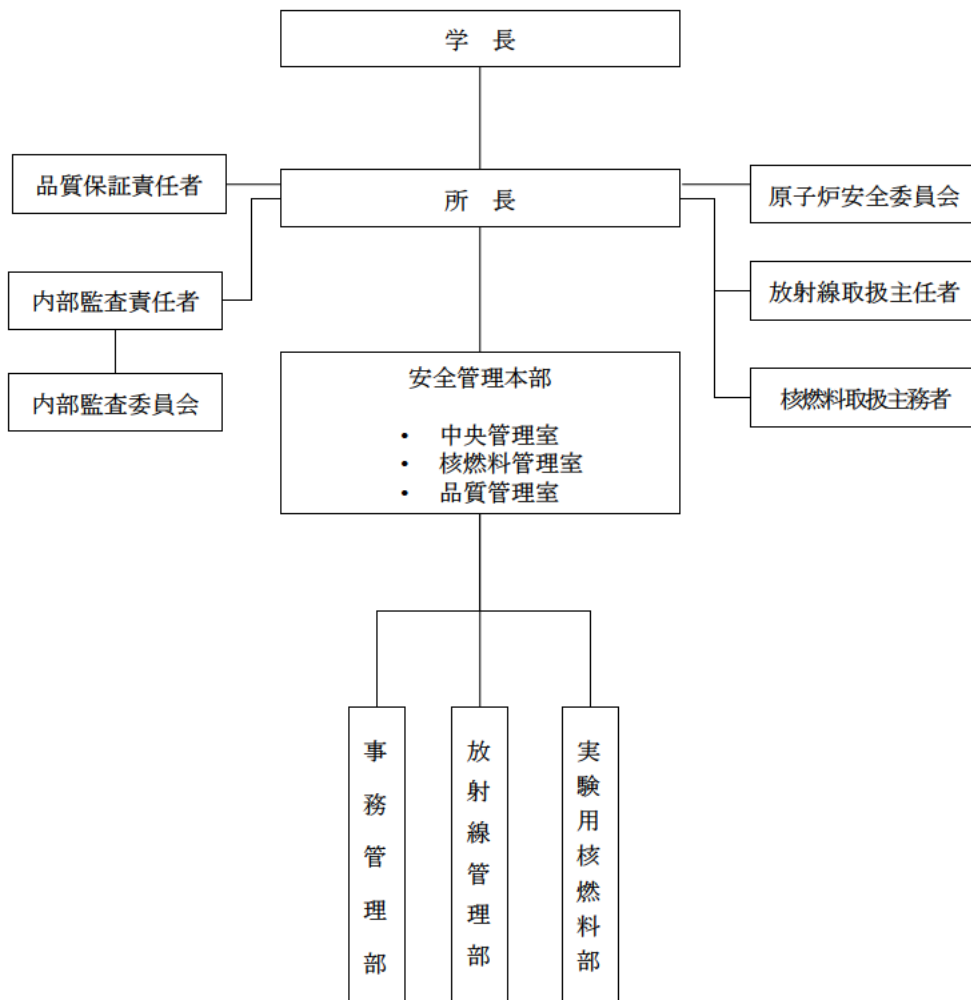 学　長
品質保証責任者
所　長
原子炉安全委員会
内部監査責任者
放射線取扱主任者
内部監査委員会
核燃料取扱主務者
安全管理本部
・　中央管理室
・　核燃料管理室
・　品質管理室
事務管理部
放射線管理部
実験用核燃料部